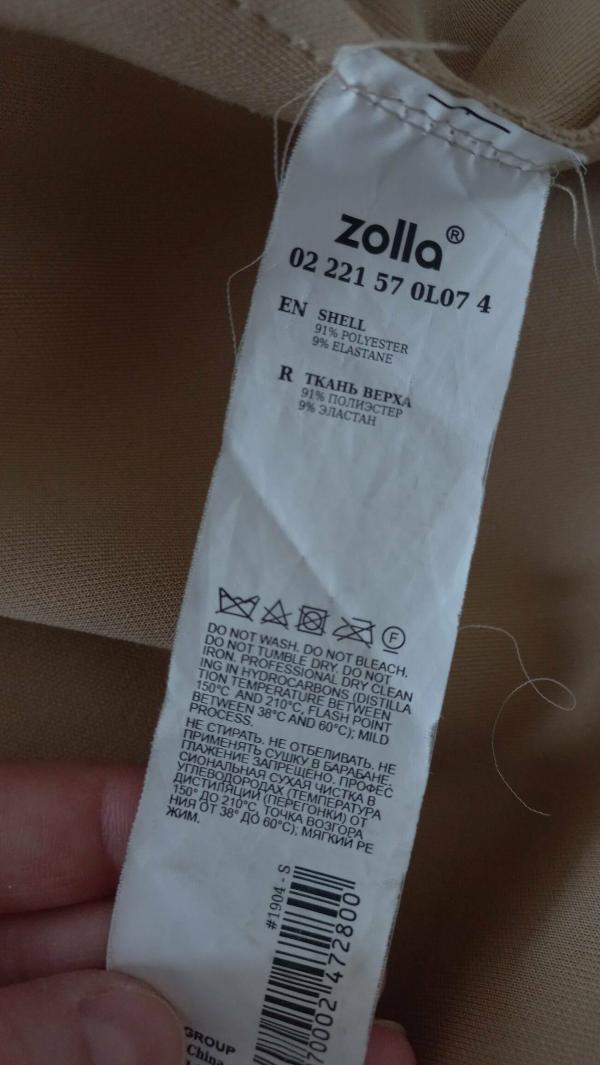 zolla®
02 221 57 0L07 4
EN SHELL
91% POLYESTER
9% ELASTANE
R ТКАНЬ ВЕРХА
91% ПОЛИЭСТЕР
9% ЭЛАСТАН
F
DO NOT WASH. DO NOT BLEACH.
DO NOT TUMBLE DRY. DO NOT
IRON. PROFESSIONAL DRY CLEAN
ING IN HYDROCARBONS (DISTILLA
TION TEMPERATURE BETWEEN
150°C AND 210°C, FLASH POINT
BETWEEN 38°C AND 60°C); MILD
PROCESS.
НЕ СТИРАТЬ. НЕ ОТБЕЛИВАТЬ. НЕ
ПРИМЕНЯТЬ СУШКУ В БАРАБАНЕ.
ГЛАЖЕНИЕ ЗАПРЕЩЕНО. ПРОФЕС
СИОНАЛЬНАЯ СУХАЯ ЧИСТКА В
УГЛЕВОДОРОДАХ (ТЕМПЕРАТУРА
ДИСТИЛЯЦИИ (ПЕРЕГОНКИ) ОТ
150° ДО 210°С, ТОЧКА ВОЗГОРА
НИЯ ОТ 38° ДО 60°С); МЯГКИЙ РЕ
ЖИМ.
#1904 - S
70002 472800
GROUP
China